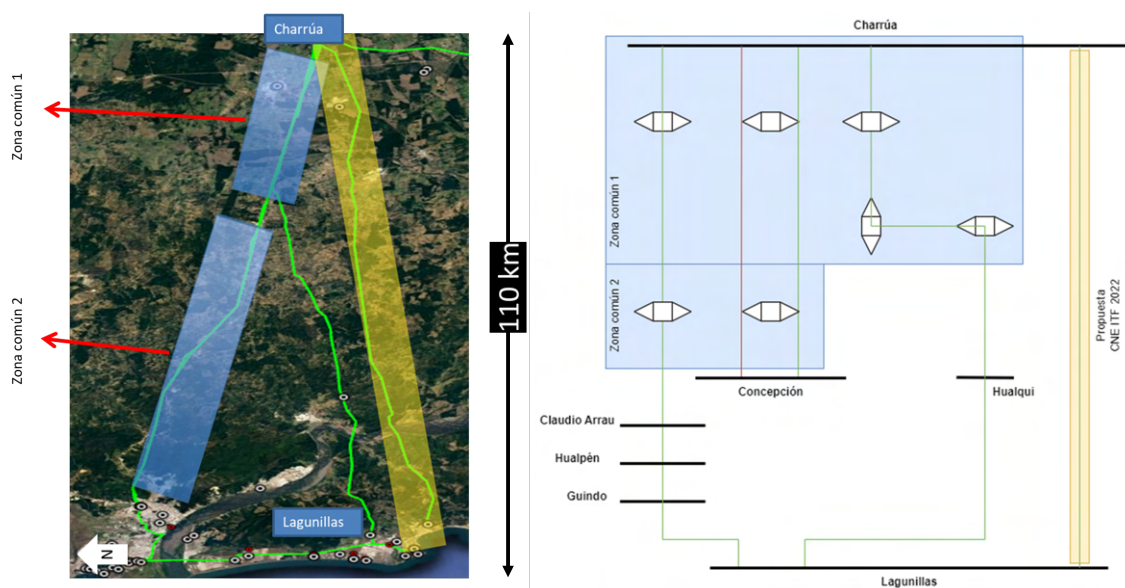 Charrúa
Zona común 1
Zona común 2
110 km
Lagunillas
N
Charrúa
Zona común 1
Zona común 2
Propuesta
CNE ITF 2022
Concepción
Hualqui
Claudio Arrau
Hualpén
Guindo
Lagunillas